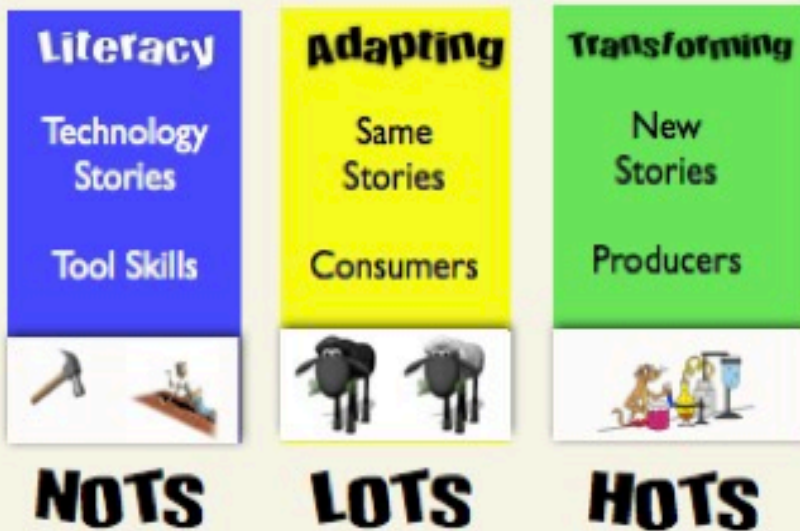 Literacy
Technology
Stories
Tool Skills
NOTS
Adapting
Same
Stories
Consumers
LOTS
Transforming
New
Stories
Producers
HOTS